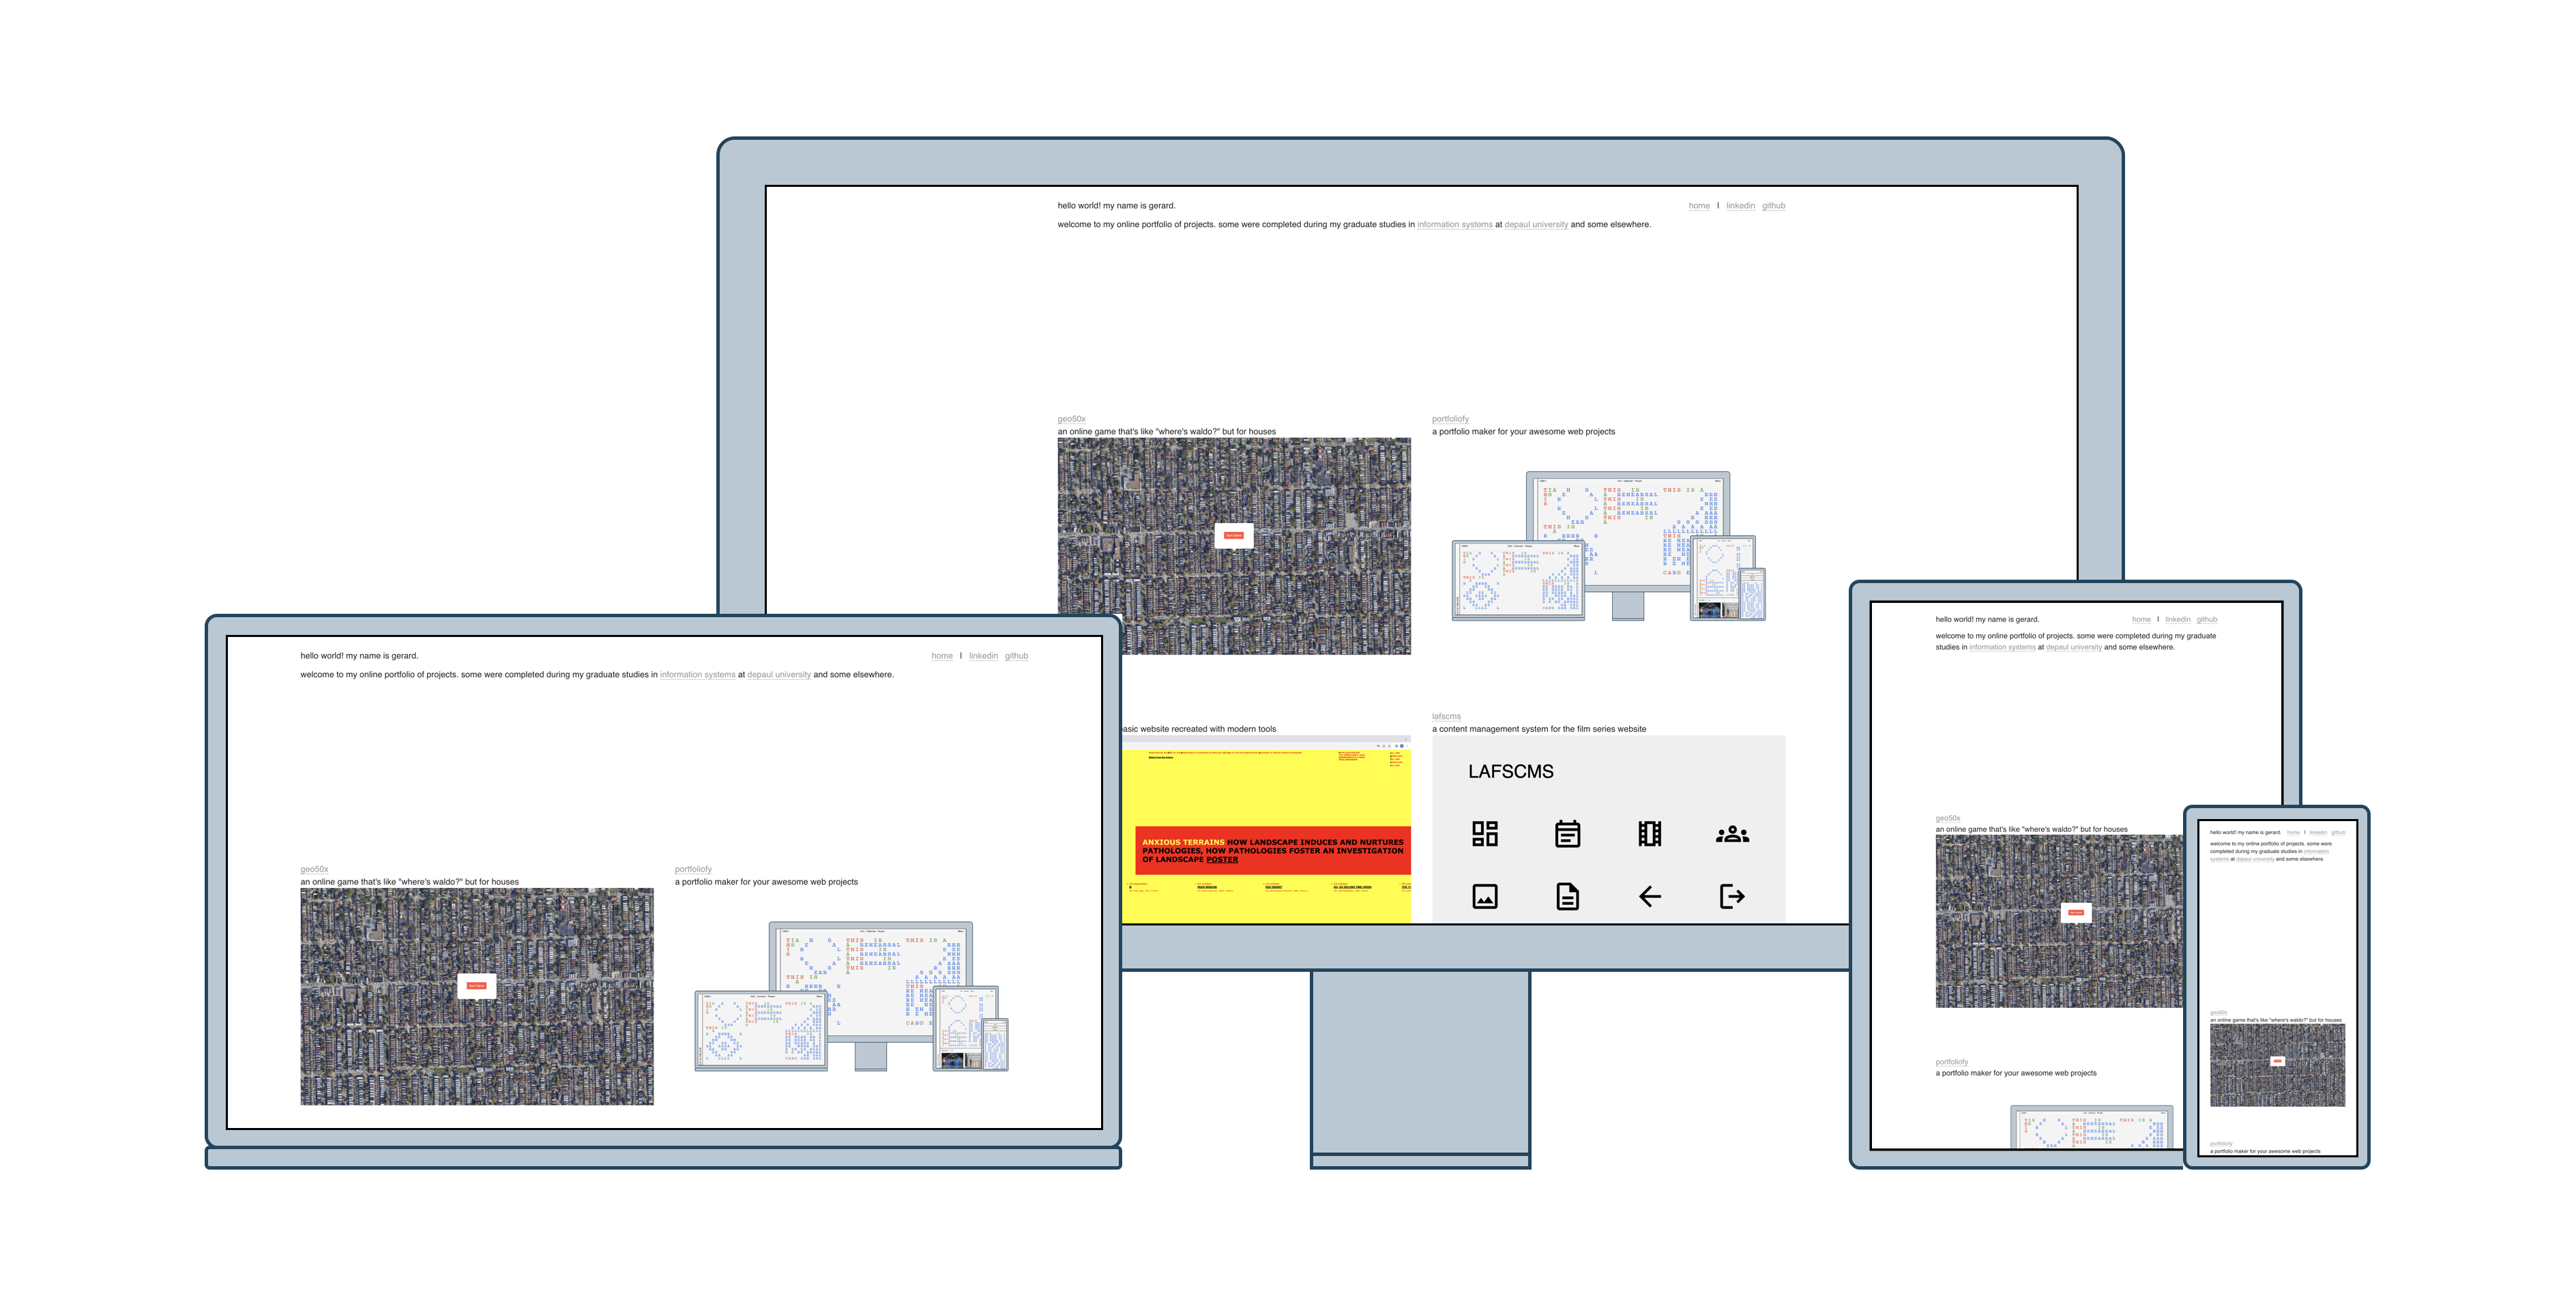 hello world! my name is gerard.
home | linkedin github
welcome to my online portfolio of projects. some were completed during my graduate studies in information systems at depaul university and some elsewhere.
geo50x
an online game that's like "where's waldo?" but for houses
portfoliofy
a portfolio maker for your awesome web projects
THIS IS
A REHEARSAL
THIS IS A
asic website recreated with modern tools
ANXIOUS TERRAINS HOW LANDSCAPE INDUCES AND NURTURES
PATHOLOGIES, HOW PATHOLOGIES FOSTER AN INVESTIGATION
OF LANDSCAPE POSTER
lafscms
a content management system for the film series website
LAFSCMS
hello world! my name is gerard.
home | linkedin github
welcome to my online portfolio of projects. some were completed during my graduate studies in information systems at depaul university and some elsewhere.
geo50x
an online game that's like "where's waldo?" but for houses
portfoliofy
a portfolio maker for your awesome web projects
THIS IS
A REHEARSAL
THIS IS A
hello world! my name is gerard.
home | linkedin github
welcome to my online portfolio of projects. some were completed during my graduate
studies in information systems at depaul university and some elsewhere.
geo50x
an online game that's like "where's waldo?" but for houses
portfoliofy
a portfolio maker for your awesome web projects
hello world! my name is gerard.
home | linkedin github
welcome to my online portfolio of projects. some were
completed during my graduate studies in information
systems at depaul university and some elsewhere.
geo50x
an online game that's like "where's waldo?" but for houses
portfoliofy
a portfolio maker for your awesome web projects